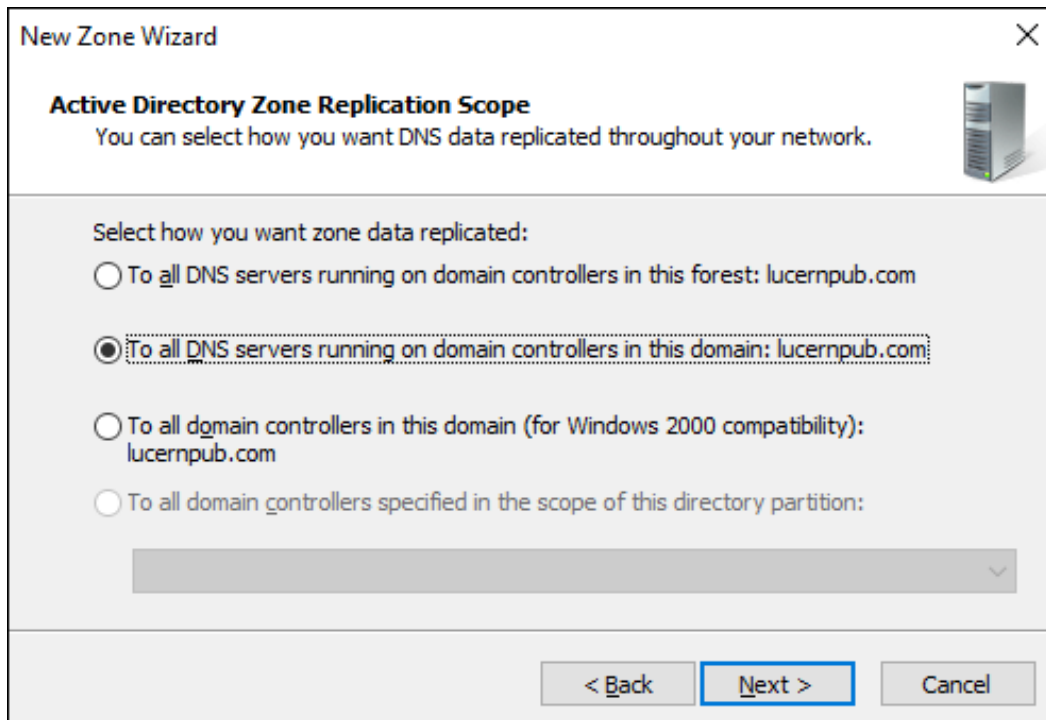 New Zone Wizard
Active Directory Zone Replication Scope
You can select how you want DNS data replicated throughout your network.
Select how you want zone data replicated:
To all DNS servers running on domain controllers in this forest: lucernpub.com
To all DNS servers running on domain controllers in this domain: lucernpub.com
To all domain controllers in this domain (for Windows 2000 compatibility):
lucernpub.com
To all domain controllers specified in the scope of this directory partition:
< Back
Next >
Cancel